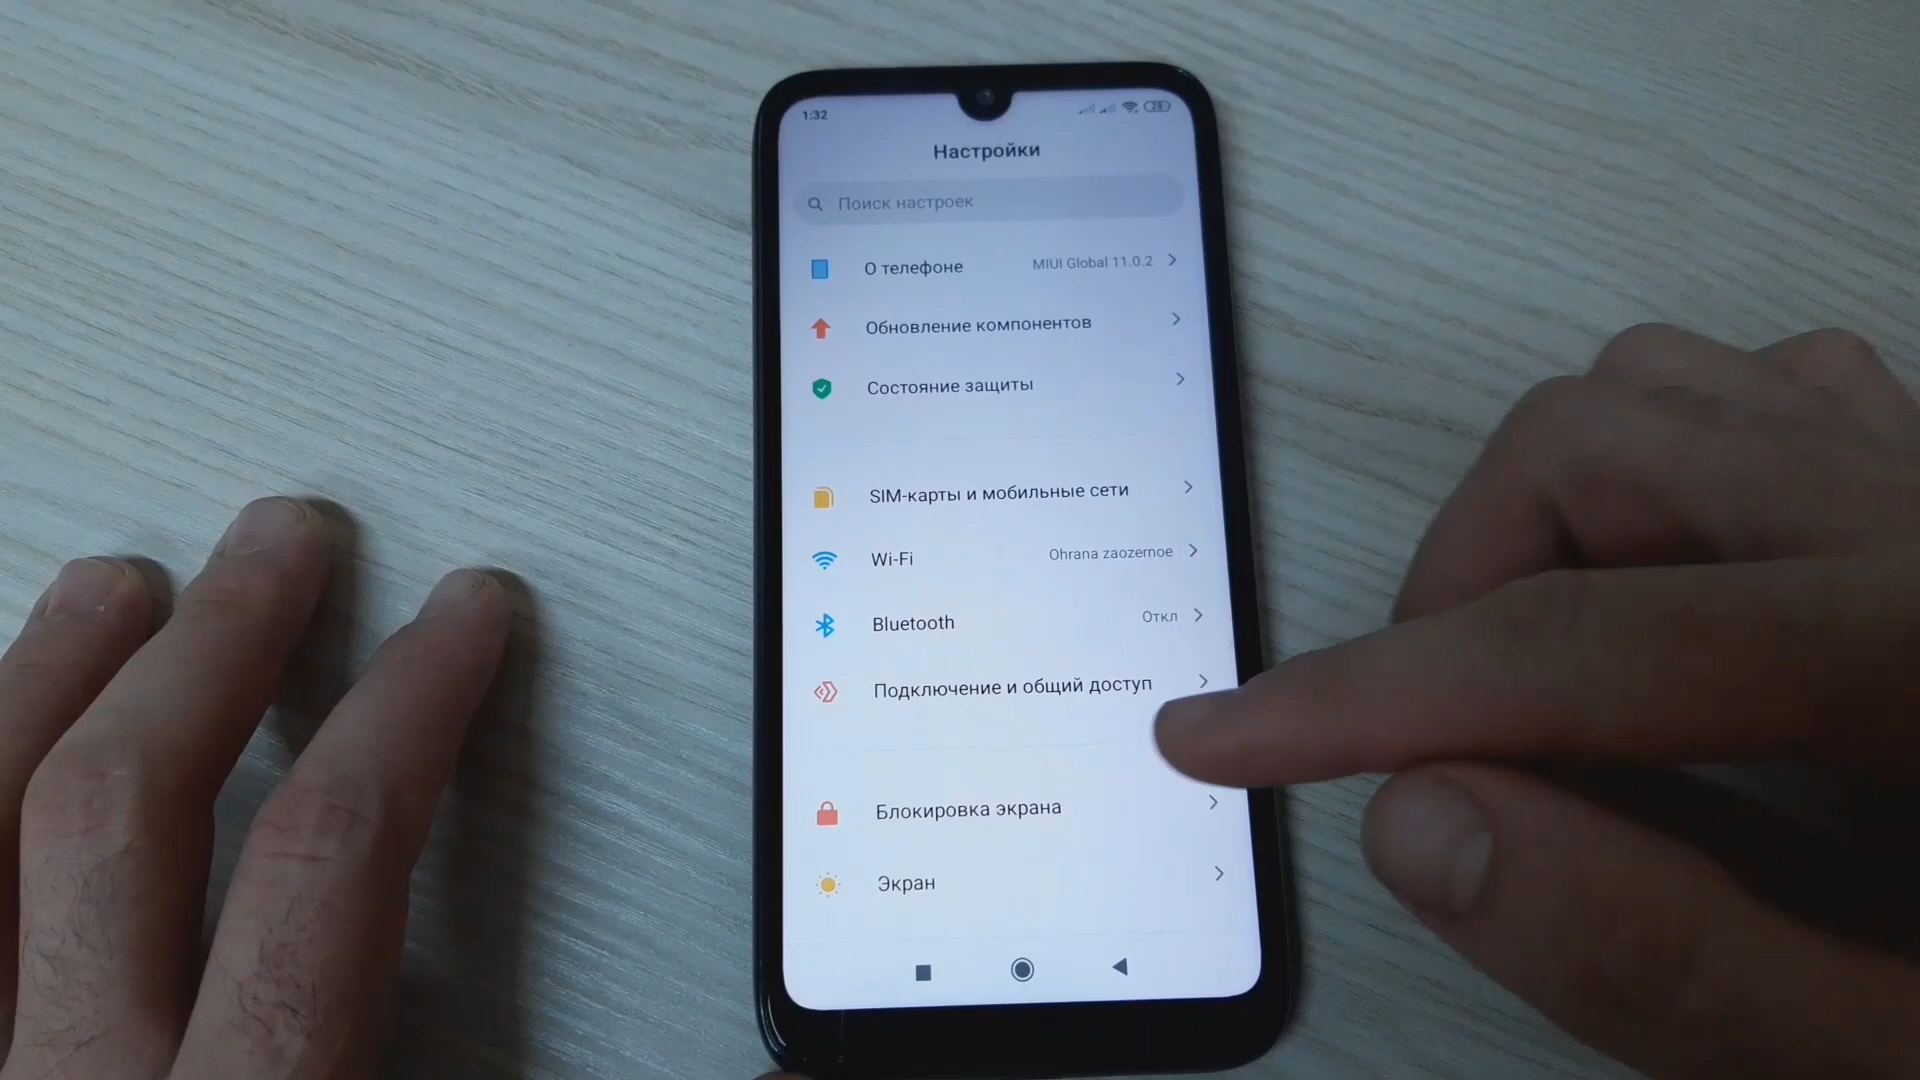 1:32
28
Настройки
Поиск настроек
О телефоне MIUI Global 11.0.2
Обновление компонентов
Состояние защиты
SIM-карты и мобильные сети
Wi-Fi Ohrana zaozernoe
Bluetooth Откл
Подключение и общий доступ
Блокировка экрана
Экран